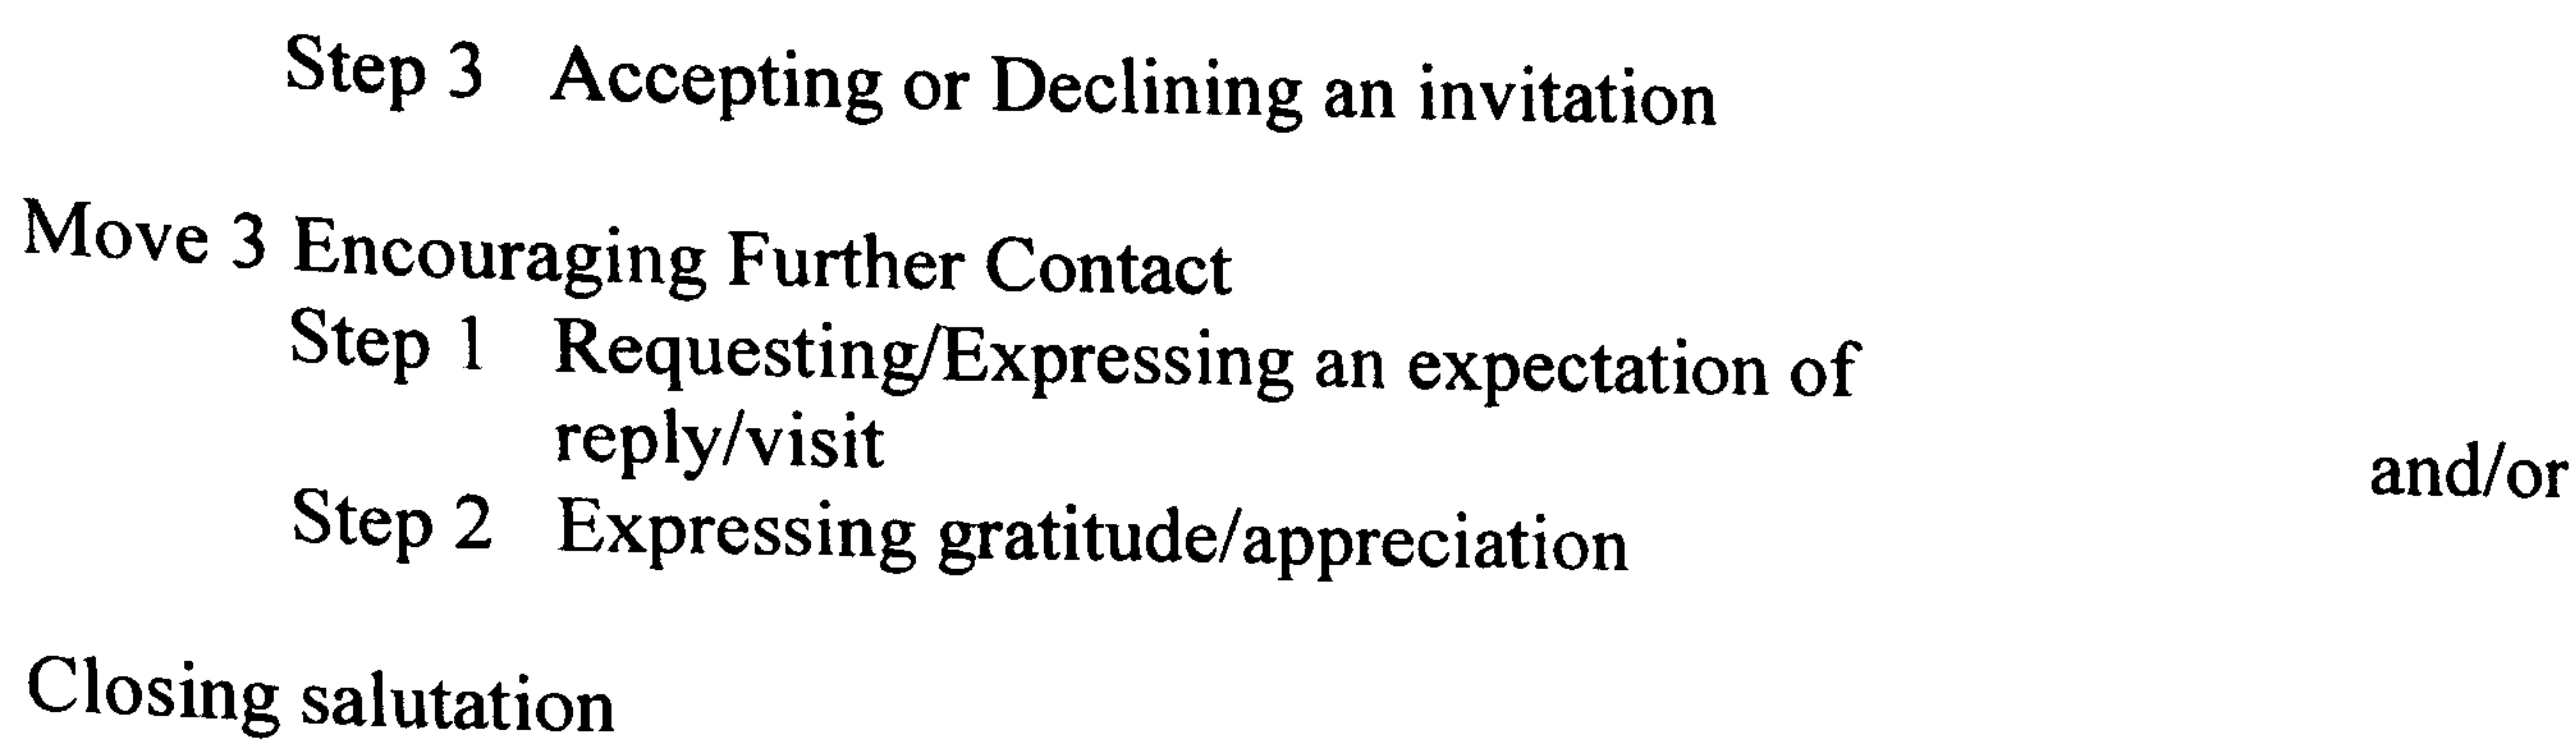 Step 3 Accepting or Declining an invitation
Move 3 Encouraging Further Contact
Step 1 Requesting/Expressing an expectation of
reply/visit and/or
Step 2 Expressing gratitude/appreciation
Closing salutation